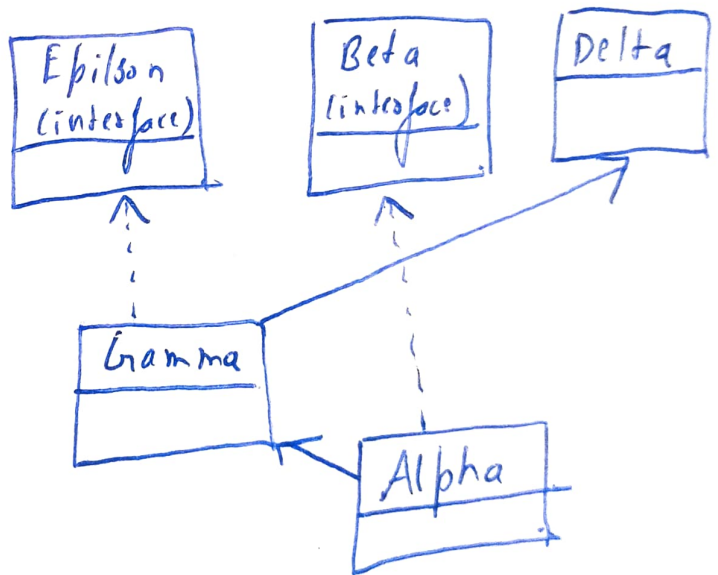 Epilson
(interface)
Beta
(interface)
Delta
Gamma
Alpha